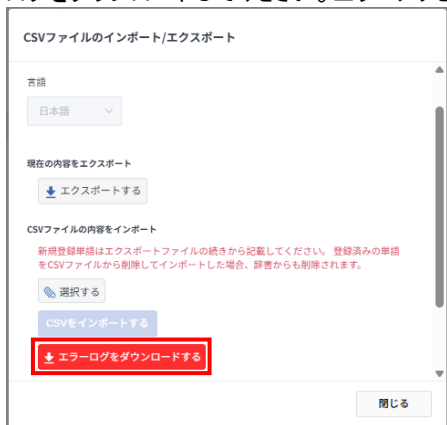 CSVファイルのインポート/エクスポート
言語
日本語
現在の内容をエクスポート
エクスポートする
CSVファイルの内容をインポート
新規登録単語はエクスポートファイルの続きから記載してください。 登録済みの単語
をCSVファイルから削除してインポートした場合、辞書からも削除されます。
選択する
CSVをインポートする
エラーログをダウンロードする
閉じる